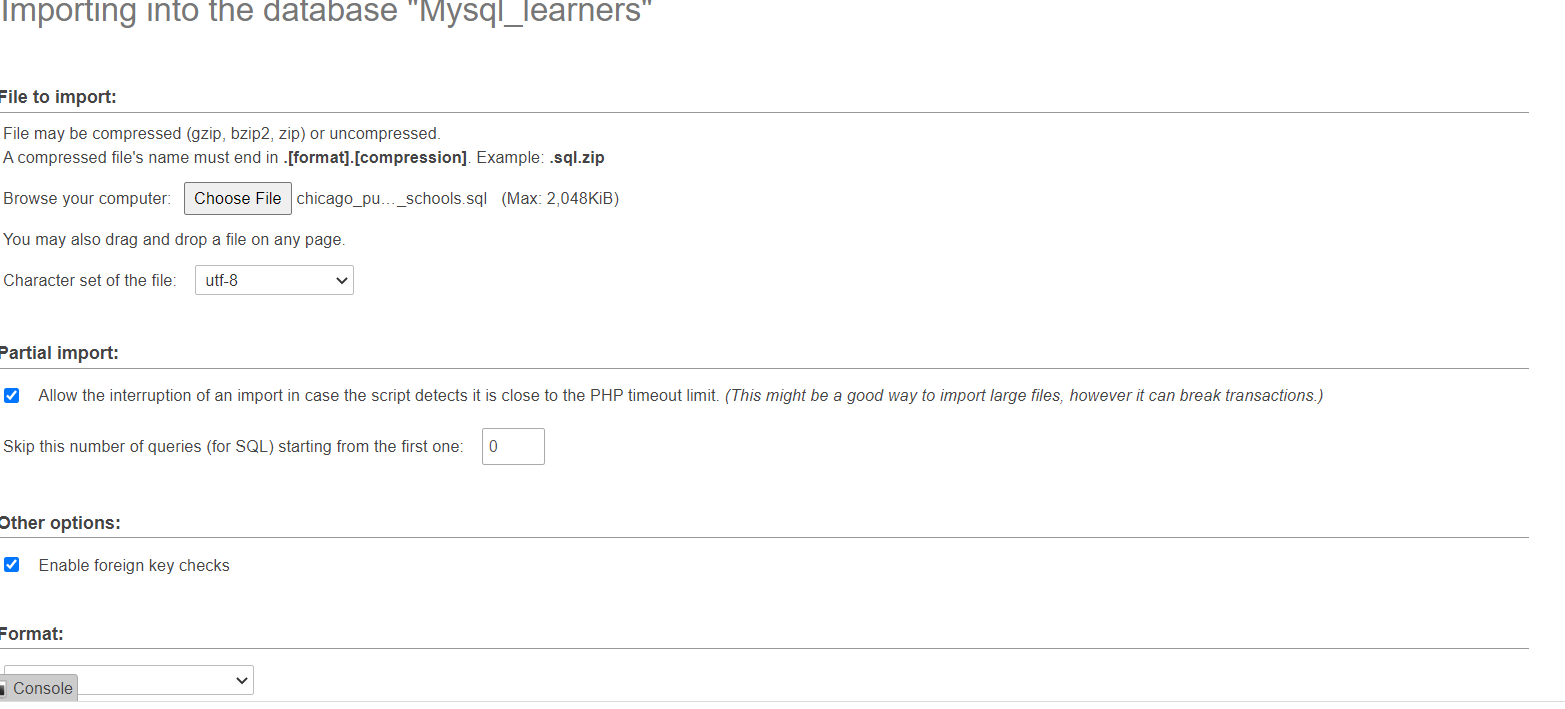 Importing into the database "Mysql_learners"
File to import:
File may be compressed (gzip, bzip2, zip) or uncompressed.
A compressed file's name must end in .[format].[compression]. Example: .sql.zip
Browse your computer: Choose File chicago_pu…_schools.sql (Max: 2,048KiB)
You may also drag and drop a file on any page.
Character set of the file: utf-8
Partial import:
Allow the interruption of an import in case the script detects it is close to the PHP timeout limit. (This might be a good way to import large files, however it can break transactions.)
Skip this number of queries (for SQL) starting from the first one: 0
Other options:
Enable foreign key checks
Format:
Console